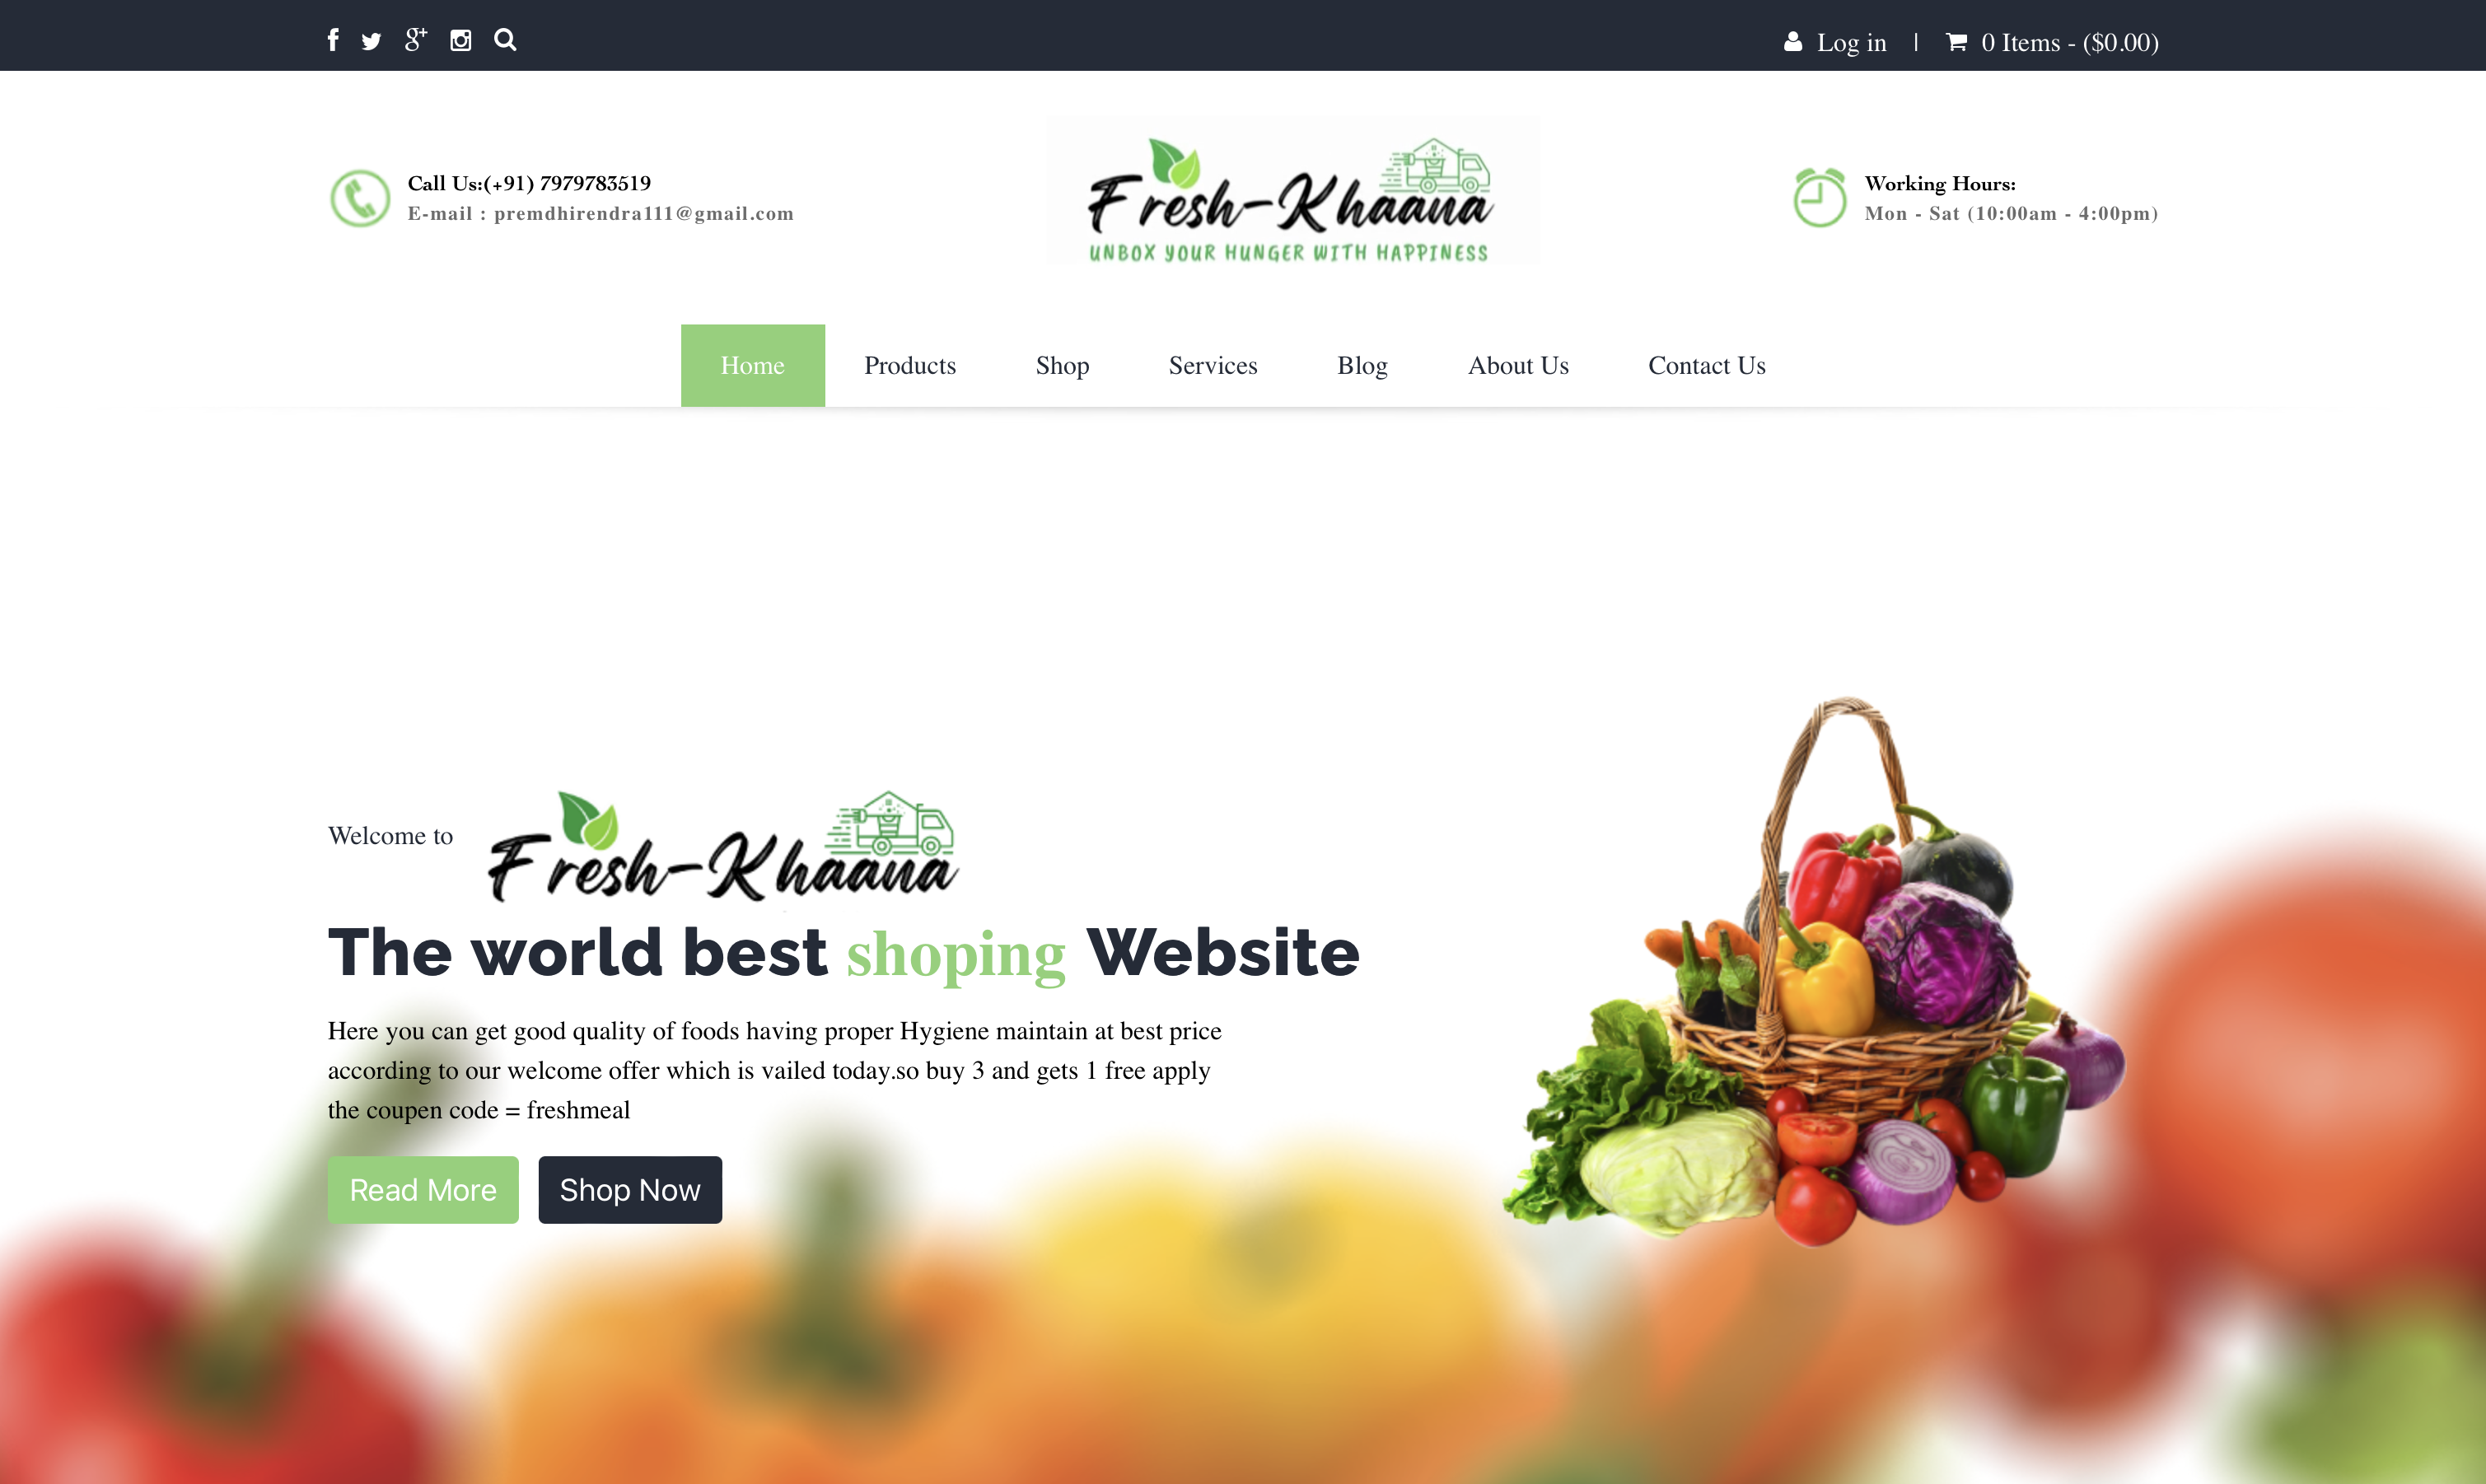 Log in | 0 Items - ($0.00)
Call Us:(+91) 7979783519
E-mail : premdhirendra111@gmail.com
Fresh-Khaana
UNBOX YOUR HUNGER WITH HAPPINESS
Working Hours:
Mon - Sat (10:00am - 4:00pm)
Home Products Shop Services Blog About Us Contact Us
Welcome to Fresh-Khaana
The world best shoping Website
Here you can get good quality of foods having proper Hygiene maintain at best price
according to our welcome offer which is vailed today.so buy 3 and gets 1 free apply
the coupen code = freshmeal
Read More Shop Now